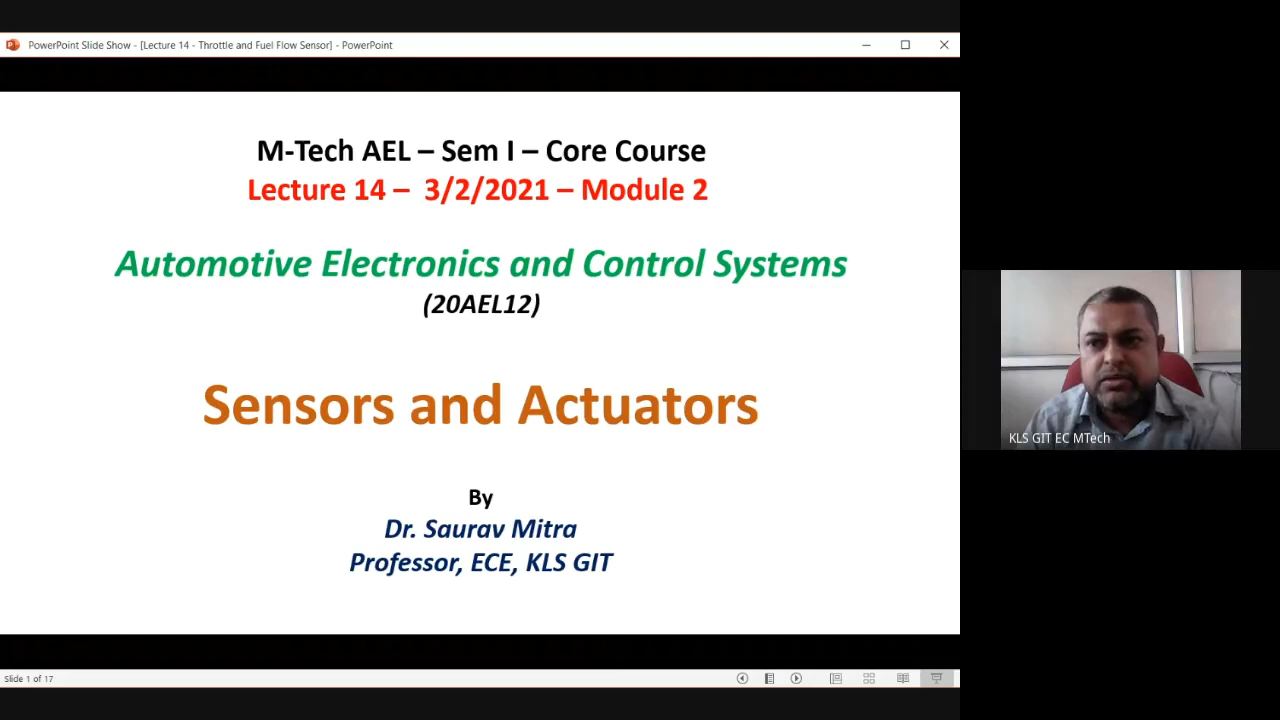 PowerPoint Slide Show - [Lecture 14 - Throttle and Fuel Flow Sensor] - PowerPoint
M-Tech AEL – Sem I – Core Course
Lecture 14 – 3/2/2021 – Module 2
Automotive Electronics and Control Systems
(20AEL12)
Sensors and Actuators
By
Dr. Saurav Mitra
Professor, ECE, KLS GIT
KLS GIT EC MTech
Slide 1 of 17